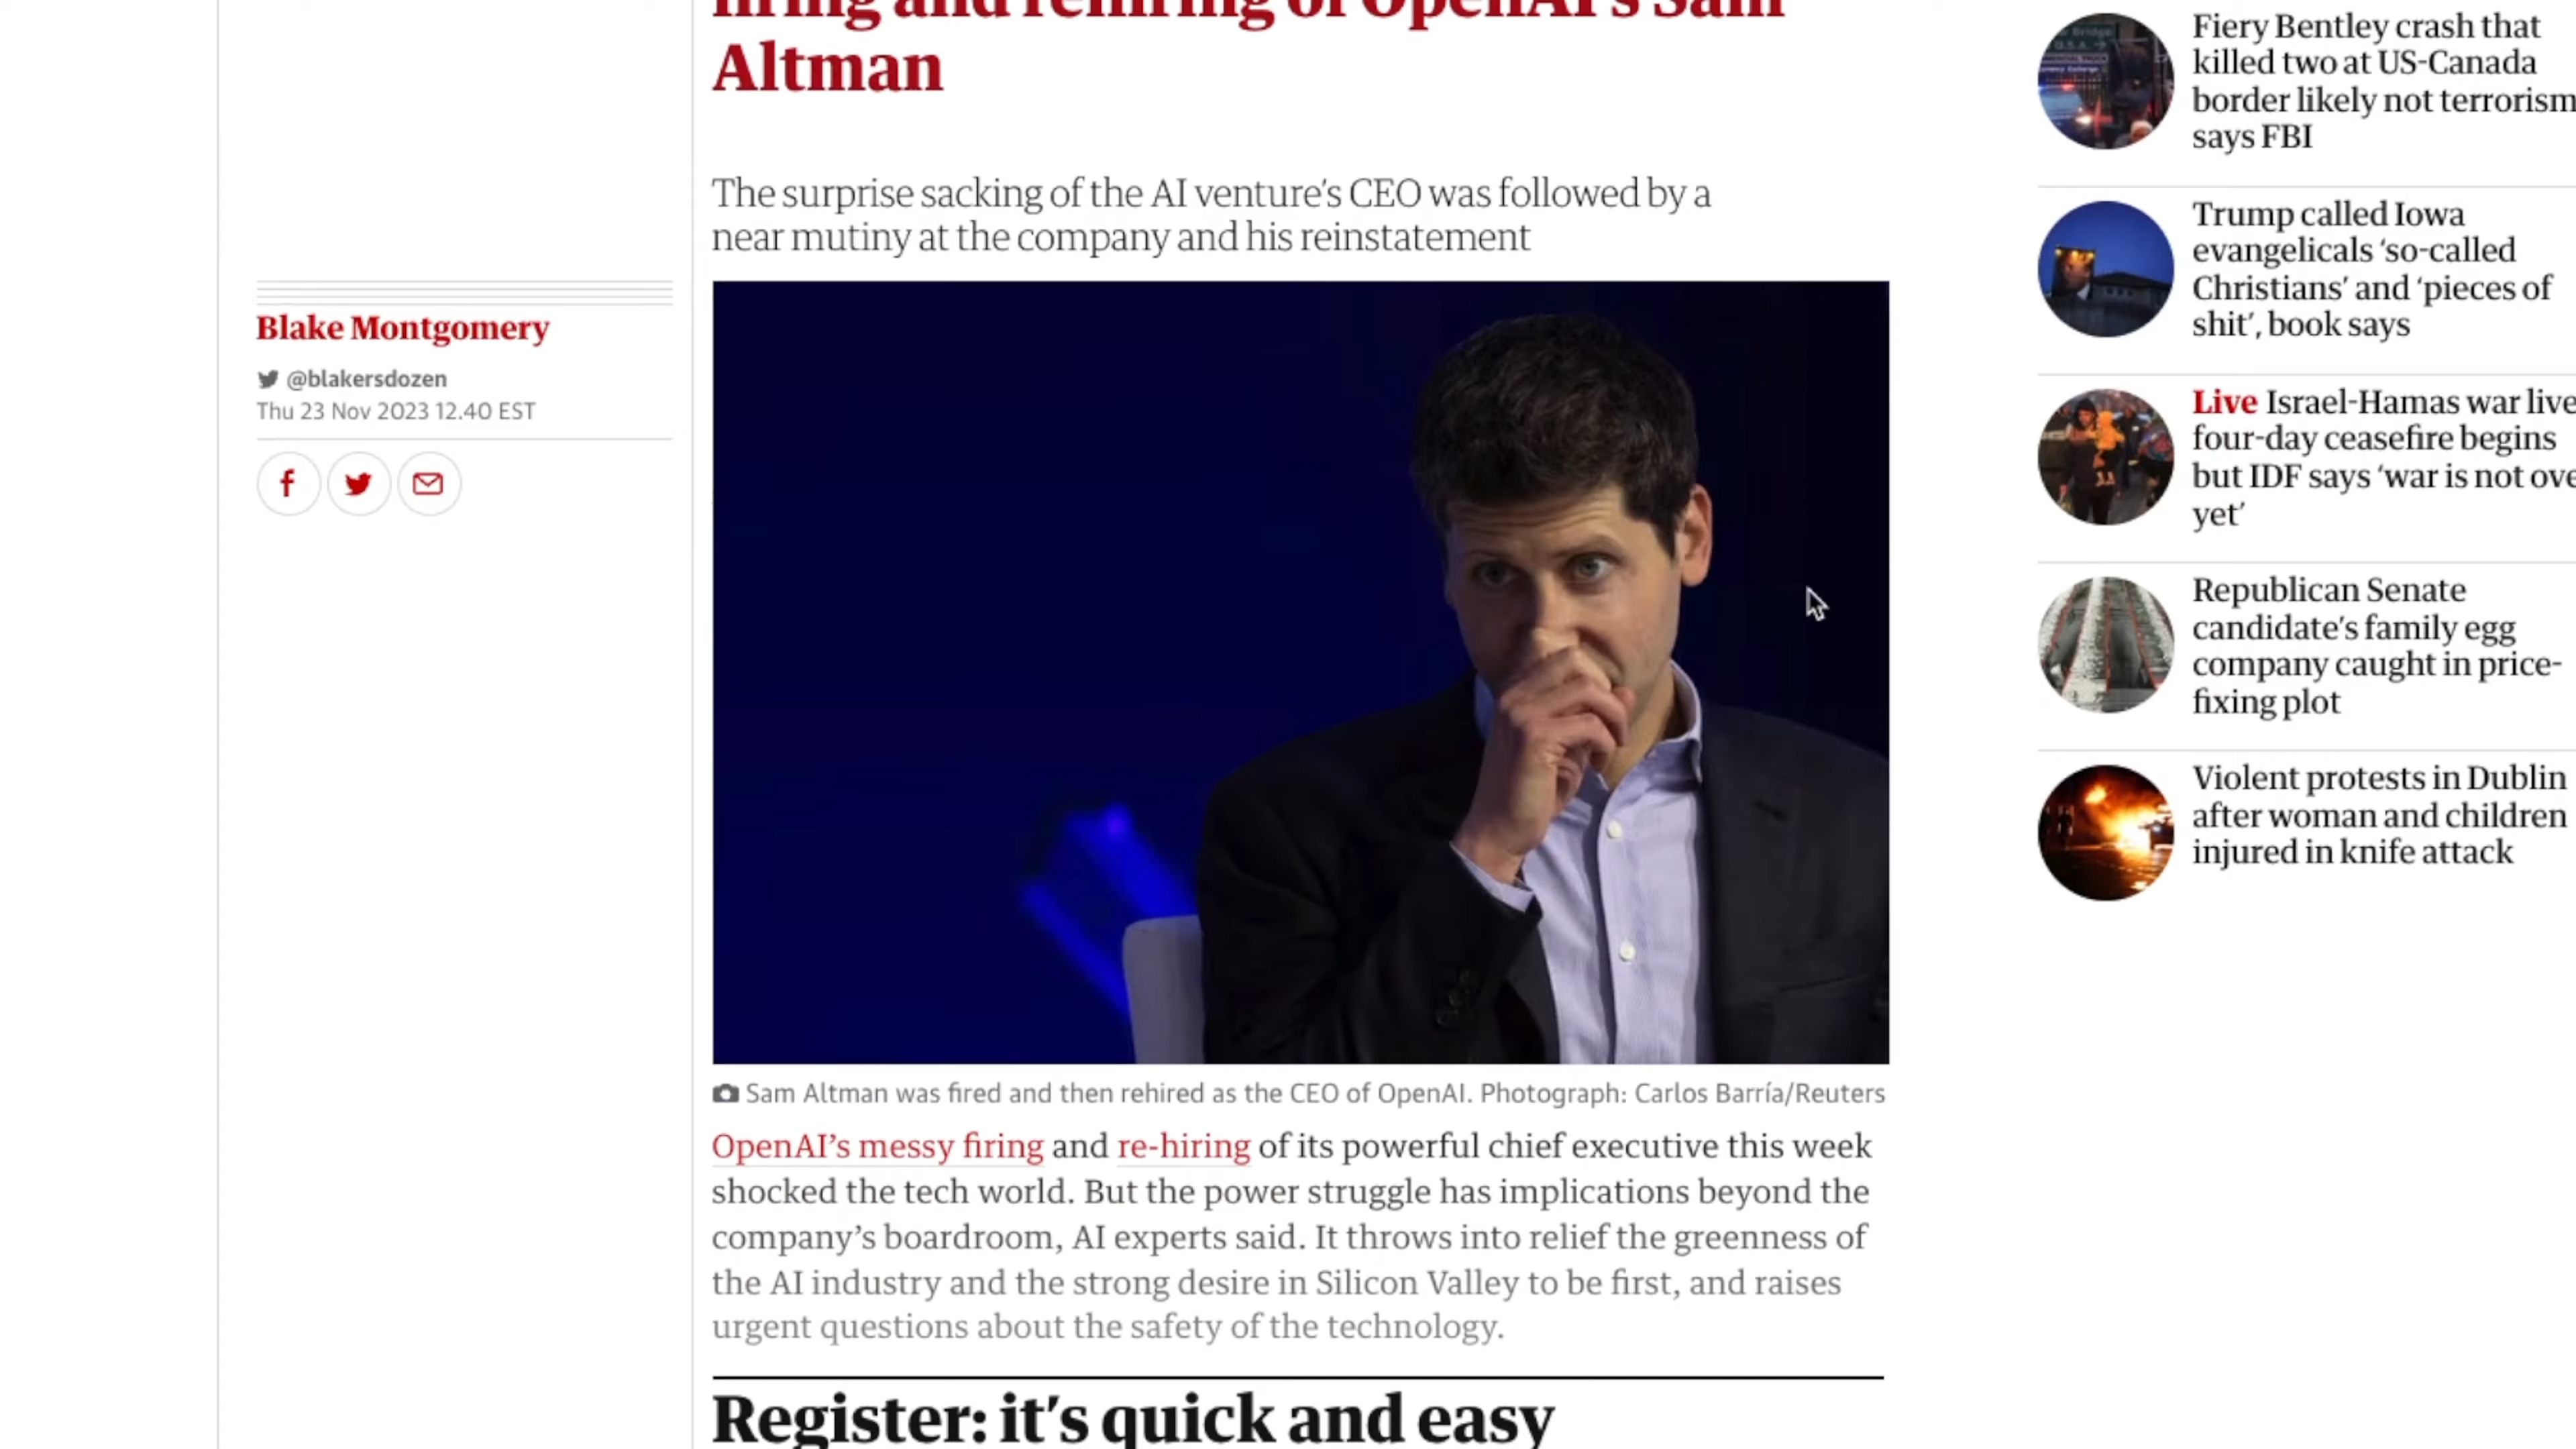 firing and rehiring of OpenAI's Sam
Altman
The surprise sacking of the AI venture's CEO was followed by a
near mutiny at the company and his reinstatement
Blake Montgomery
@blakersdozen
Thu 23 Nov 2023 12.40 EST
Sam Altman was fired and then rehired as the CEO of OpenAI. Photograph: Carlos Barría/Reuters
OpenAI's messy firing and re-hiring of its powerful chief executive this week
shocked the tech world. But the power struggle has implications beyond the
company's boardroom, AI experts said. It throws into relief the greenness of
the AI industry and the strong desire in Silicon Valley to be first, and raises
urgent questions about the safety of the technology.
Register: it's quick and easy
Fiery Bentley crash that
killed two at US-Canada
border likely not terrorism
says FBI
Trump called Iowa
evangelicals 'so-called
Christians' and 'pieces of
shit', book says
Live Israel-Hamas war live
four-day ceasefire begins
but IDF says 'war is not ove
yet'
Republican Senate
candidate's family egg
company caught in price-
fixing plot
Violent protests in Dublin
after woman and children
injured in knife attack